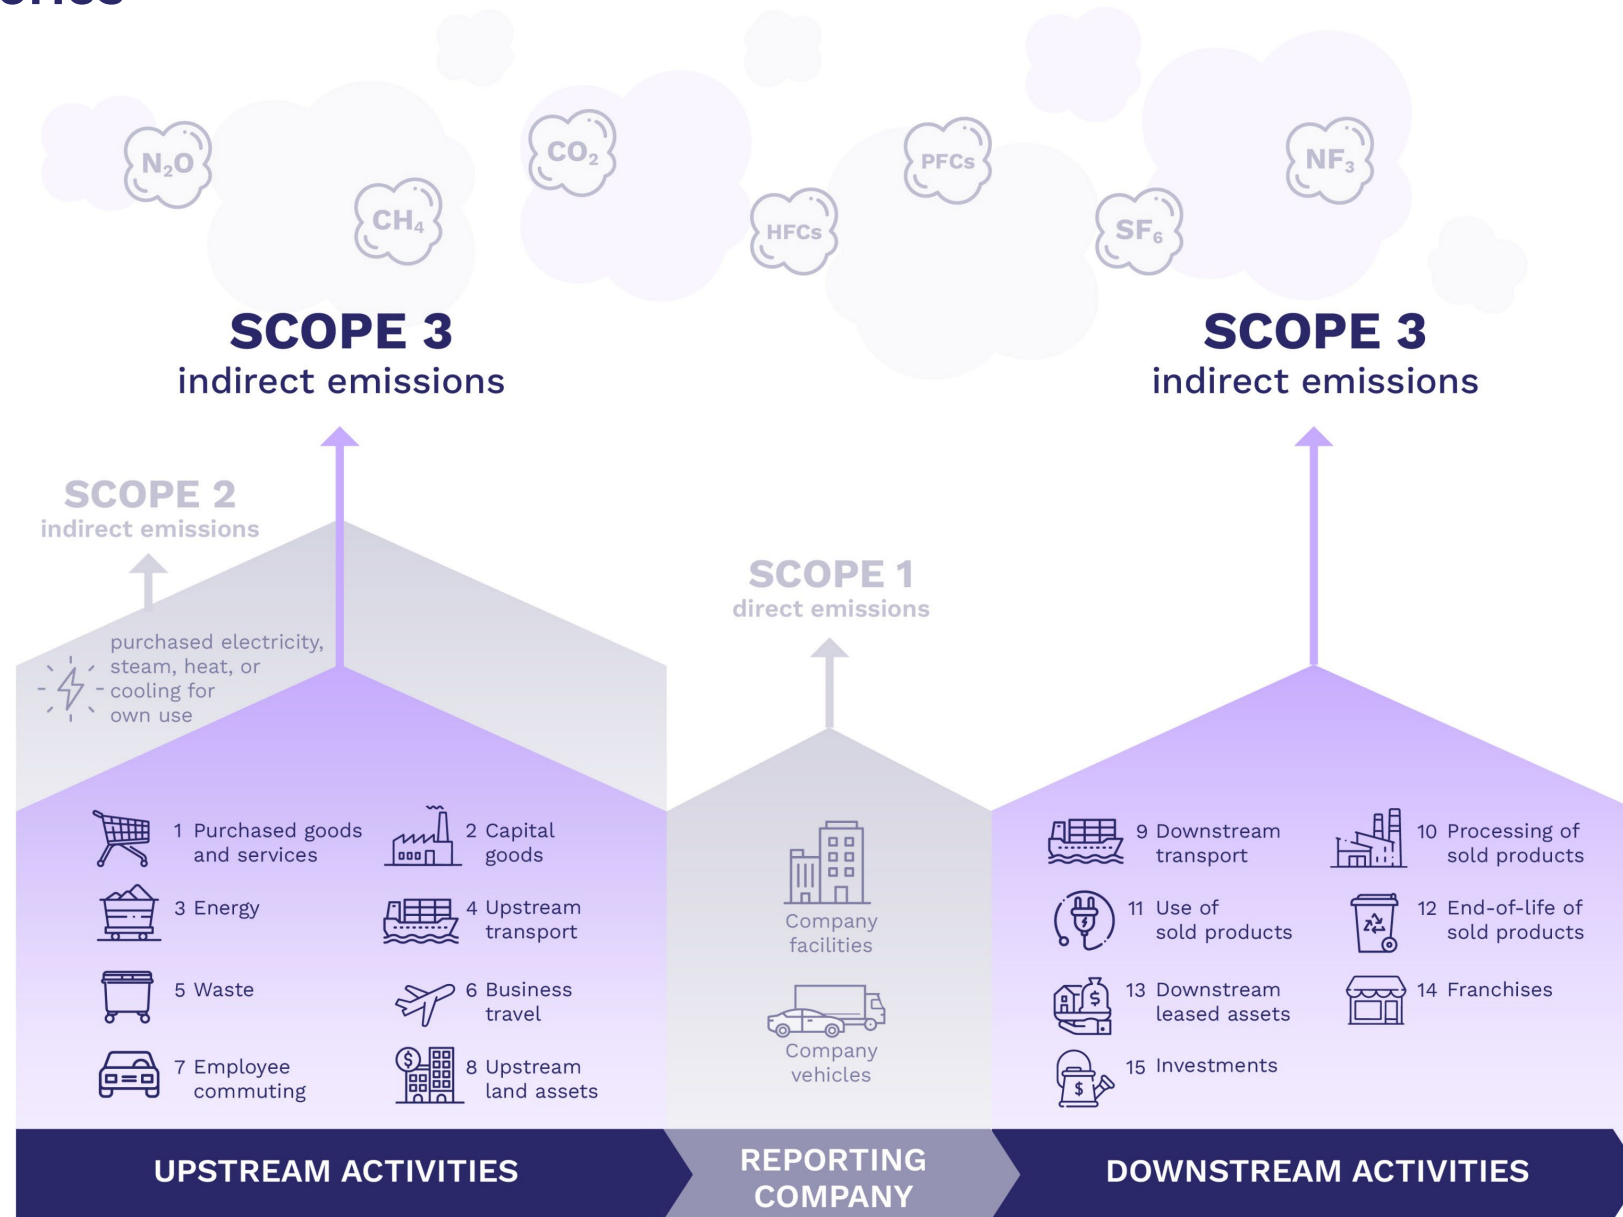 N₂O
CH₄
CO₂
HFCs
PFCs
SF₆
NF₃
SCOPE 3
indirect emissions
SCOPE 3
indirect emissions
SCOPE 2
indirect emissions
purchased electricity,
steam, heat, or
cooling for
own use
SCOPE 1
direct emissions
1 Purchased goods
and services
2 Capital
goods
3 Energy
4 Upstream
transport
5 Waste
6 Business
travel
7 Employee
commuting
$
8 Upstream
land assets
Company
facilities
Company
vehicles
9 Downstream
transport
10 Processing of
sold products
11 Use of
sold products
12 End-of-life of
sold products
$
13 Downstream
leased assets
14 Franchises
$
15 Investments
UPSTREAM ACTIVITIES
REPORTING
COMPANY
DOWNSTREAM ACTIVITIES